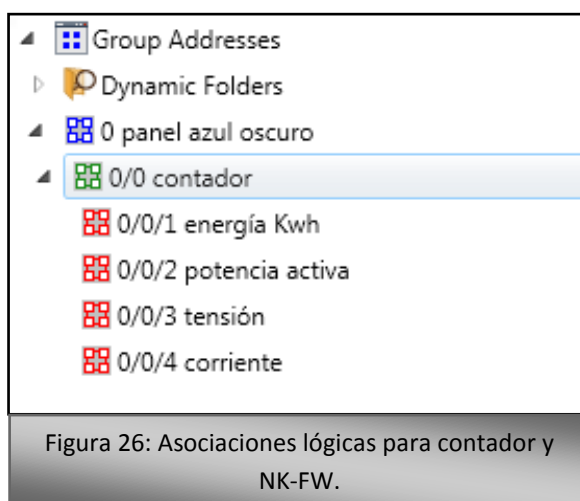 Group Addresses
Dynamic Folders
0 panel azul oscuro
0/0 contador
0/0/1 energía Kwh
0/0/2 potencia activa
0/0/3 tensión
0/0/4 corriente
Figura 26: Asociaciones lógicas para contador y
NK-FW.